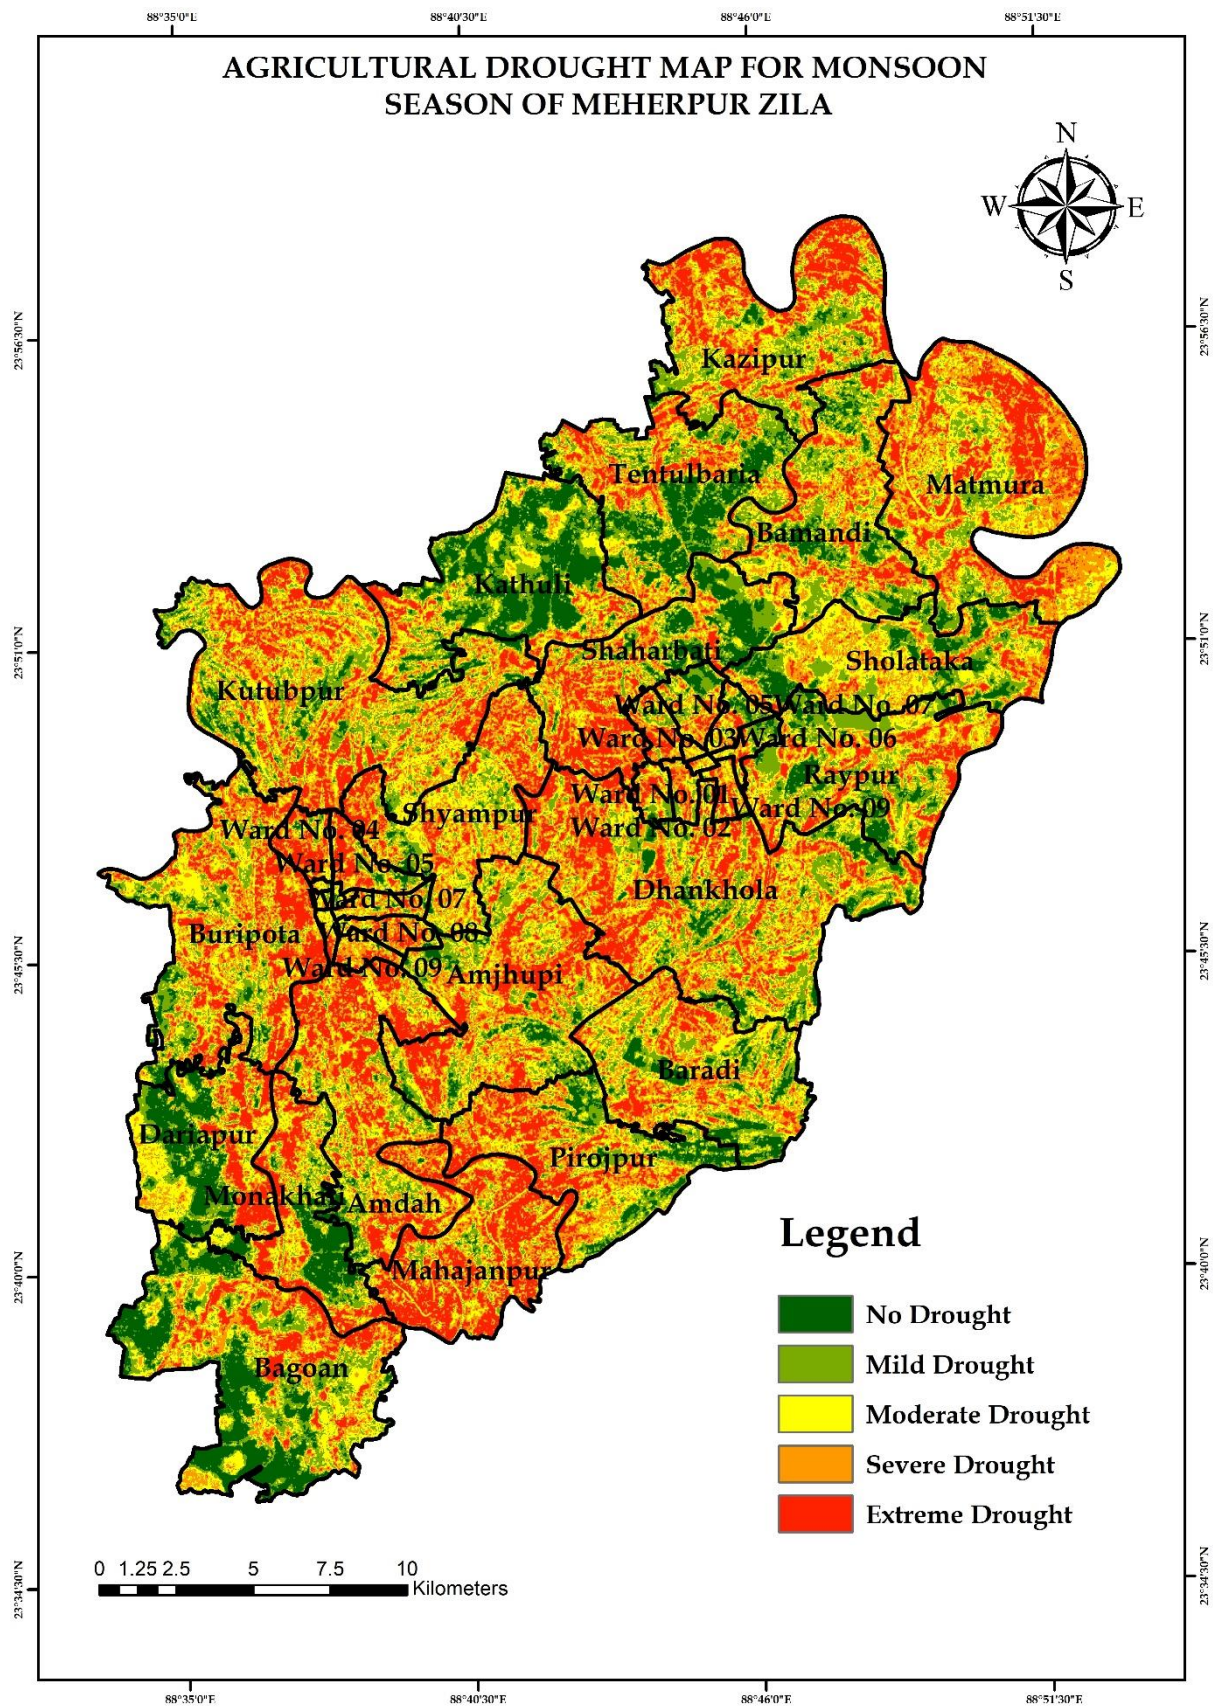 88°35'0"E 88°40'30"E 88°46'0"E 88°51'30"E
AGRICULTURAL DROUGHT MAP FOR MONSOON
SEASON OF MEHERPUR ZILA
N
W E
S
23°56'30"N 23°56'30"N
Kazipur
Tentulbaria
Matmura
Bamandi
Kathuli
23°51'0"N 23°51'0"N
Shaharbati
Sholataka
Kutubpur
Ward No. 05 Ward No. 07
Ward No. 03 Ward No. 06
Raypur
Ward No. 01
Ward No. 09
Shyampur
Ward No. 02
Ward No. 04
Ward No. 05
Dhankhola
Ward No. 07
Buripota
Ward No. 08
Ward No. 09
Amjhupi
23°45'30"N 23°45'30"N
Baradi
Dariapur
Pirojpur
Monakhali
Amdah
Mahajanpur
23°40'0"N 23°40'0"N
Bagoan
Legend
No Drought
Mild Drought
Moderate Drought
Severe Drought
Extreme Drought
0 1.25 2.5 5 7.5 10
Kilometers
23°34'30"N 23°34'30"N
88°35'0"E 88°40'30"E 88°46'0"E 88°51'30"E